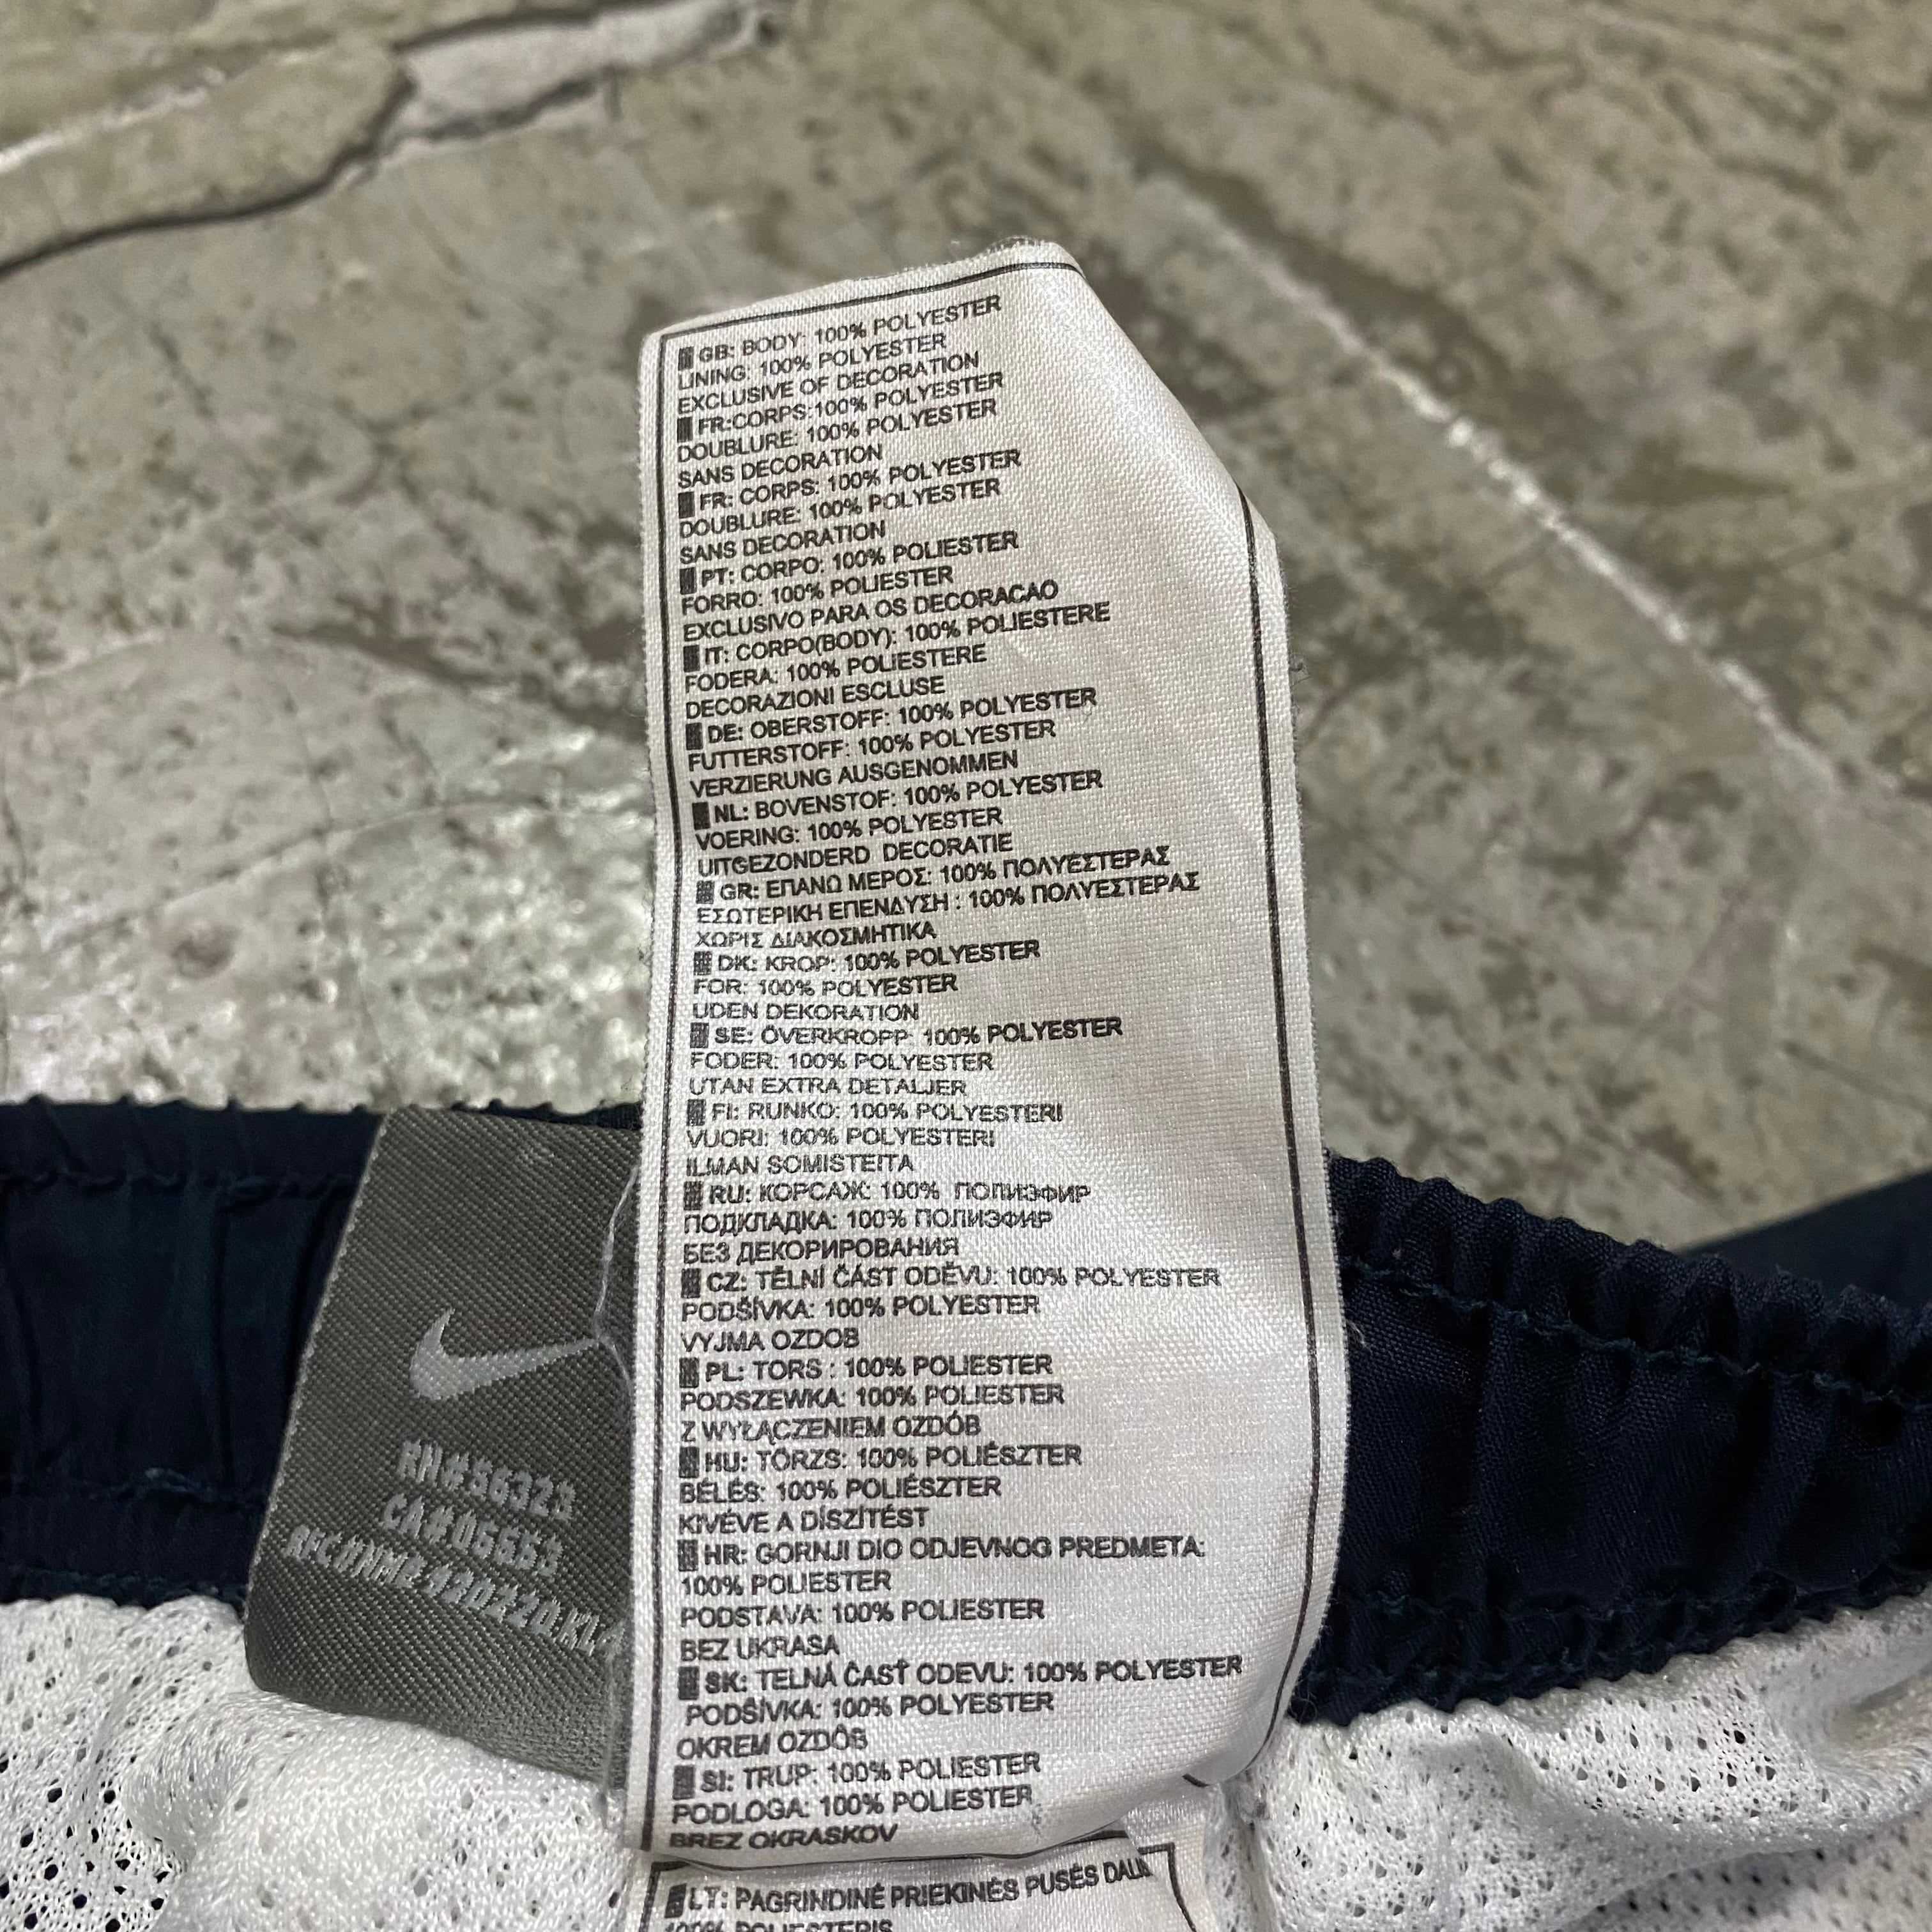 GB: BODY: 100% POLYESTER
LINING: 100% POLYESTER
EXCLUSIVE OF DECORATION
FR:CORPS:100% POLYESTER
DOUBLURE: 100% POLYESTER
SANS DECORATION
FR: CORPS: 100% POLYESTER
DOUBLURE: 100% POLYESTER
SANS DECORATION
PT: CORPO: 100% POLIESTER
FORRO: 100% POLIESTER
EXCLUSIVO PARA OS DECORACAO
IT: CORPO(BODY): 100% POLIESTERE
FODERA: 100% POLIESTERE
DECORAZIONI ESCLUSE
DE: OBERSTOFF: 100% POLYESTER
FUTTERSTOFF: 100% POLYESTER
VERZIERUNG AUSGENOMMEN
NL: BOVENSTOF: 100% POLYESTER
VOERING: 100% POLYESTER
UITGEZONDERD DECORATIE
GR: ΕΠΑΝΩ ΜΕΡΟΣ: 100% ΠΟΛΥΕΣΤΕΡΑΣ
ΕΣΩΤΕΡΙΚΗ ΕΠΕΝΔΥΣΗ : 100% ΠΟΛΥΕΣΤΕΡΑΣ
ΧΩΡΙΣ ΔΙΑΚΟΣΜΗΤΙΚΑ
DK: KROP: 100% POLYESTER
FOR: 100% POLYESTER
UDEN DEKORATION
SE: ÖVERKROPP: 100% POLYESTER
FODER: 100% POLYESTER
UTAN EXTRA DETALJER
FI: RUNKO: 100% POLYESTERI
VUORI: 100% POLYESTERI
ILMAN SOMISTEITA
RU: КОРСАЖ: 100% ПОЛИЭФИР
ПОДКЛАДКА: 100% ПОЛИЭФИР
БЕЗ ДЕКОРИРОВАНИЯ
CZ: TĚLNÍ ČÁST ODĚVU: 100% POLYESTER
PODŠÍVKA: 100% POLYESTER
VYJMA OZDOB
PL: TORS : 100% POLIESTER
PODSZEWKA: 100% POLIESTER
Z WYŁĄCZENIEM OZDÓB
HU: TÖRZS: 100% POLIÉSZTER
BÉLÉS: 100% POLIÉSZTER
KIVÉVE A DÍSZÍTÉST
HR: GORNJI DIO ODJEVNOG PREDMETA:
100% POLIESTER
PODSTAVA: 100% POLIESTER
BEZ UKRASA
SK: TELNÁ ČASŤ ODEVU: 100% POLYESTER
PODŠÍVKA: 100% POLYESTER
OKREM OZDÔB
SI: TRUP: 100% POLIESTER
PODLOGA: 100% POLIESTER
BREZ OKRASKOV
LT: PAGRINDINĖ PRIEKINĖS PUSĖS DALIS
100% POLIESTERIS
RN#56323
CA#05553